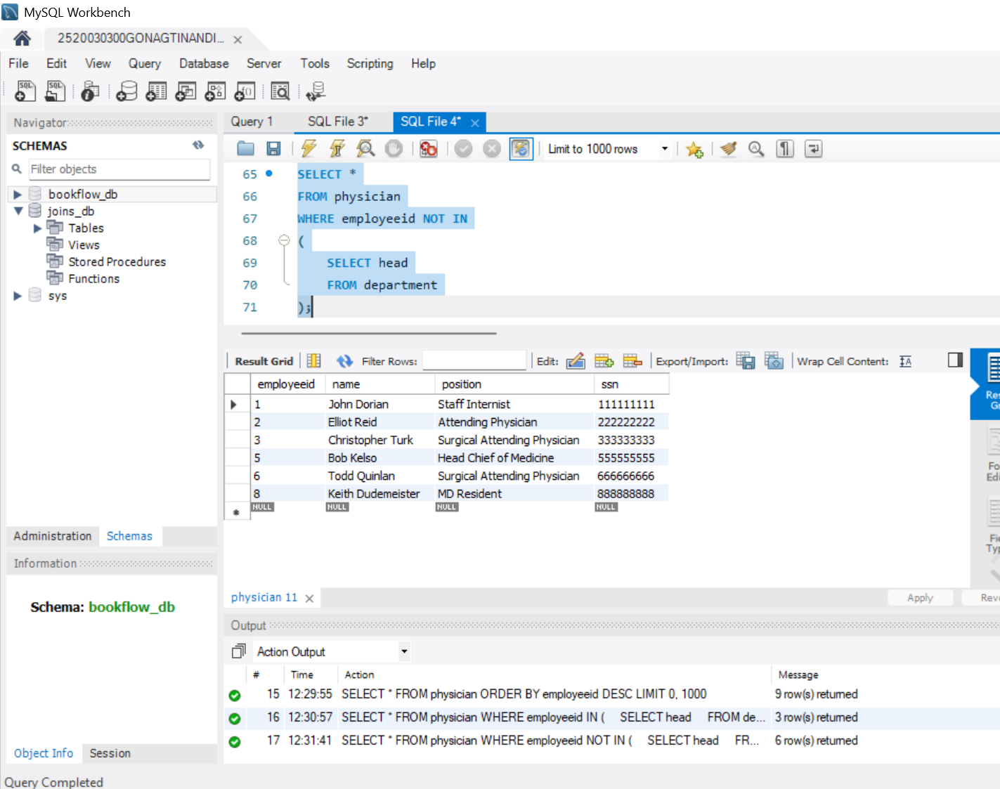 MySQL Workbench
2520030300GONAGTINANDI...
File Edit View Query Database Server Tools Scripting Help
Navigator
SCHEMAS
Filter objects
bookflow_db
joins_db
Tables
Views
Stored Procedures
Functions
sys
Administration Schemas
Information
Schema: bookflow_db
Object Info Session
Query 1 SQL File 3* SQL File 4*
Limit to 1000 rows
65 SELECT *
66 FROM physician
67 WHERE employeeid NOT IN
68 (
69 SELECT head
70 FROM department
71 );
Result Grid Filter Rows: Edit: Export/Import: Wrap Cell Content:
employeeid name position ssn
1 John Dorian Staff Internist 111111111
2 Elliot Reid Attending Physician 222222222
3 Christopher Turk Surgical Attending Physician 333333333
5 Bob Kelso Head Chief of Medicine 555555555
6 Todd Quinlan Surgical Attending Physician 666666666
8 Keith Dudemeister MD Resident 888888888
NULL NULL NULL NULL
physician 11
Apply
Output
Action Output
# Time Action Message
15 12:29:55 SELECT * FROM physician ORDER BY employeeid DESC LIMIT 0, 1000 9 row(s) returned
16 12:30:57 SELECT * FROM physician WHERE employeeid IN ( SELECT head FROM de... 3 row(s) returned
17 12:31:41 SELECT * FROM physician WHERE employeeid NOT IN ( SELECT head FR... 6 row(s) returned
Query Completed